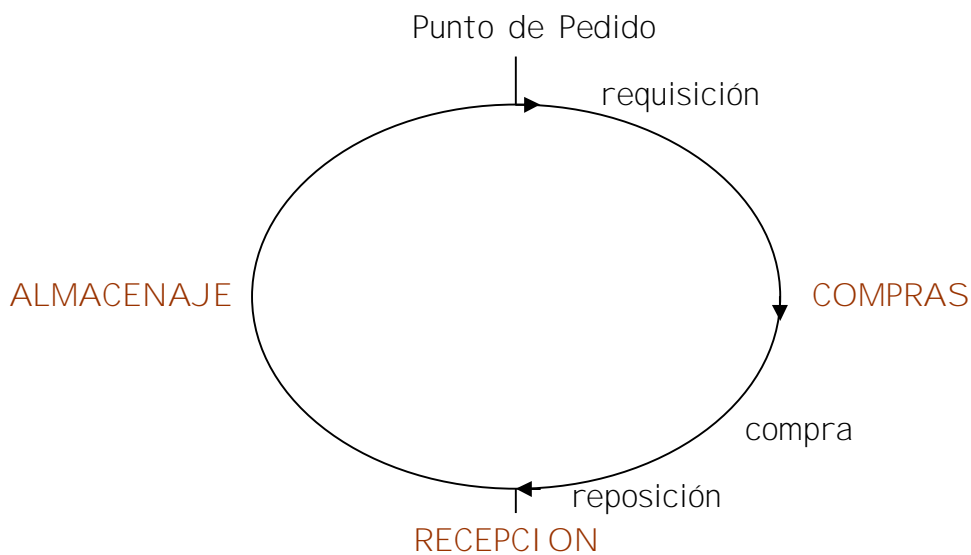 Punto de Pedido
requisición
ALMACENAJE
COMPRAS
compra
reposición
RECEPCION